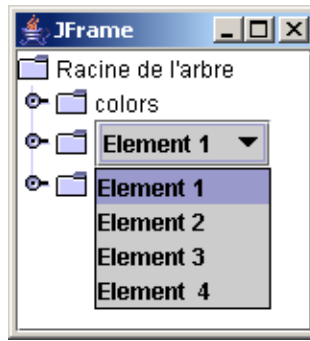 JFrame
Racine de l'arbre
colors
Element 1
Element 1
Element 2
Element 3
Element  4